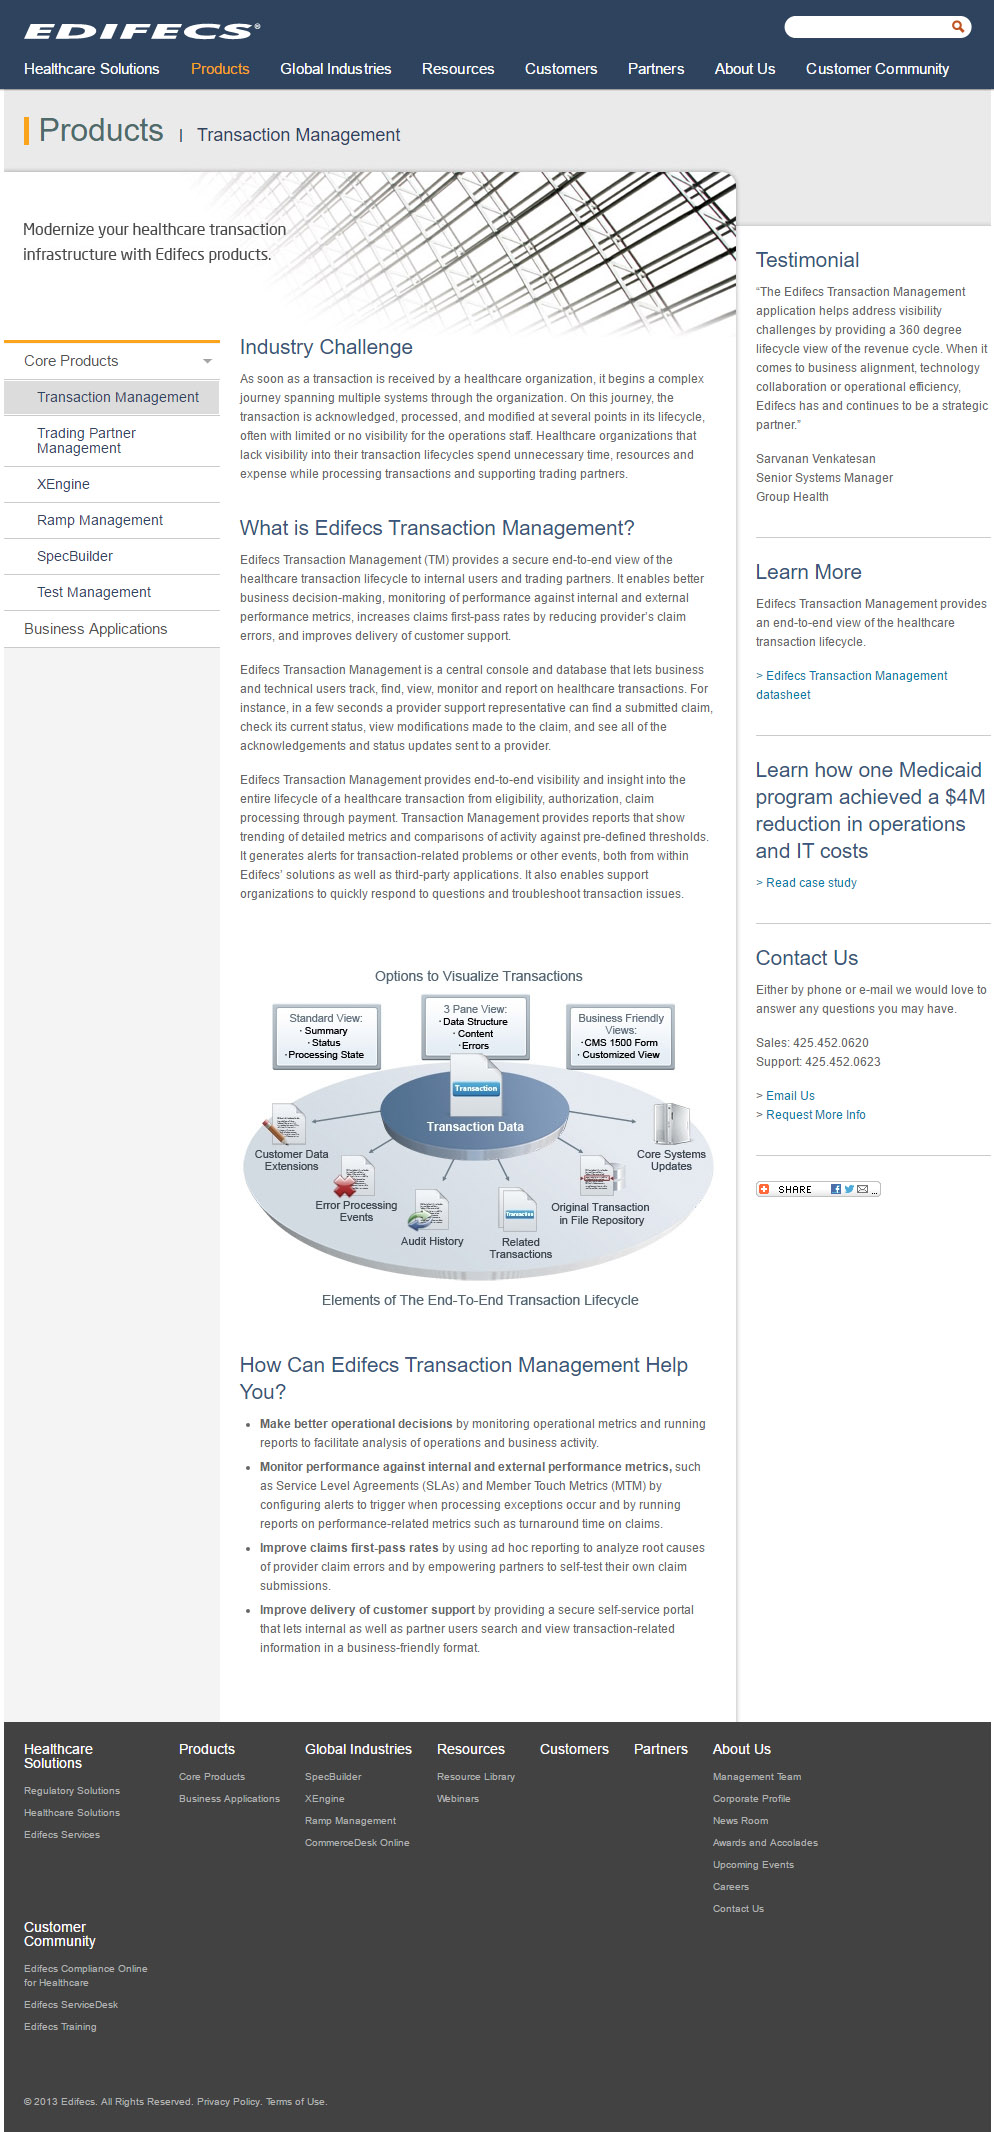 EDIFECS®
Healthcare Solutions Products Global Industries Resources Customers Partners About Us Customer Community
Products | Transaction Management
Modernize your healthcare transaction
infrastructure with Edifecs products.
Core Products
Transaction Management
Trading Partner
Management
XEngine
Ramp Management
SpecBuilder
Test Management
Business Applications
Industry Challenge
As soon as a transaction is received by a healthcare organization, it begins a complex
journey spanning multiple systems through the organization. On this journey, the
transaction is acknowledged, processed, and modified at several points in its lifecycle,
often with limited or no visibility for the operations staff. Healthcare organizations that
lack visibility into their transaction lifecycles spend unnecessary time, resources and
expense while processing transactions and supporting trading partners.
What is Edifecs Transaction Management?
Edifecs Transaction Management (TM) provides a secure end-to-end view of the
healthcare transaction lifecycle to internal users and trading partners. It enables better
business decision-making, monitoring of performance against internal and external
performance metrics, increases claims first-pass rates by reducing provider's claim
errors, and improves delivery of customer support.
Edifecs Transaction Management is a central console and database that lets business
and technical users track, find, view, monitor and report on healthcare transactions. For
instance, in a few seconds a provider support representative can find a submitted claim,
check its current status, view modifications made to the claim, and see all of the
acknowledgements and status updates sent to a provider.
Edifecs Transaction Management provides end-to-end visibility and insight into the
entire lifecycle of a healthcare transaction from eligibility, authorization, claim
processing through payment. Transaction Management provides reports that show
trending of detailed metrics and comparisons of activity against pre-defined thresholds.
It generates alerts for transaction-related problems or other events, both from within
Edifecs' solutions as well as third-party applications. It also enables support
organizations to quickly respond to questions and troubleshoot transaction issues.
Options to Visualize Transactions
Standard View:
· Summary
· Status
· Processing State
3 Pane View:
· Data Structure
· Content
· Errors
Business Friendly
Views:
· CMS 1500 Form
· Customized View
Transaction
Transaction Data
Customer Data
Extensions
Error Processing
Events
Audit History
Transaction
Related
Transactions
Original Transaction
in File Repository
Core Systems
Updates
Elements of The End-To-End Transaction Lifecycle
How Can Edifecs Transaction Management Help
You?
• Make better operational decisions by monitoring operational metrics and running
reports to facilitate analysis of operations and business activity.
• Monitor performance against internal and external performance metrics, such
as Service Level Agreements (SLAs) and Member Touch Metrics (MTM) by
configuring alerts to trigger when processing exceptions occur and by running
reports on performance-related metrics such as turnaround time on claims.
• Improve claims first-pass rates by using ad hoc reporting to analyze root causes
of provider claim errors and by empowering partners to self-test their own claim
submissions.
• Improve delivery of customer support by providing a secure self-service portal
that lets internal as well as partner users search and view transaction-related
information in a business-friendly format.
Testimonial
“The Edifecs Transaction Management
application helps address visibility
challenges by providing a 360 degree
lifecycle view of the revenue cycle. When it
comes to business alignment, technology
collaboration or operational efficiency,
Edifecs has and continues to be a strategic
partner.”
Sarvanan Venkatesan
Senior Systems Manager
Group Health
Learn More
Edifecs Transaction Management provides
an end-to-end view of the healthcare
transaction lifecycle.
> Edifecs Transaction Management
datasheet
Learn how one Medicaid
program achieved a $4M
reduction in operations
and IT costs
> Read case study
Contact Us
Either by phone or e-mail we would love to
answer any questions you may have.
Sales: 425.452.0620
Support: 425.452.0623
> Email Us
> Request More Info
SHARE ...
Healthcare
Solutions
Regulatory Solutions
Healthcare Solutions
Edifecs Services
Products
Core Products
Business Applications
Global Industries
SpecBuilder
XEngine
Ramp Management
CommerceDesk Online
Resources
Resource Library
Webinars
Customers
Partners
About Us
Management Team
Corporate Profile
News Room
Awards and Accolades
Upcoming Events
Careers
Contact Us
Customer
Community
Edifecs Compliance Online
for Healthcare
Edifecs ServiceDesk
Edifecs Training
© 2013 Edifecs. All Rights Reserved. Privacy Policy. Terms of Use.